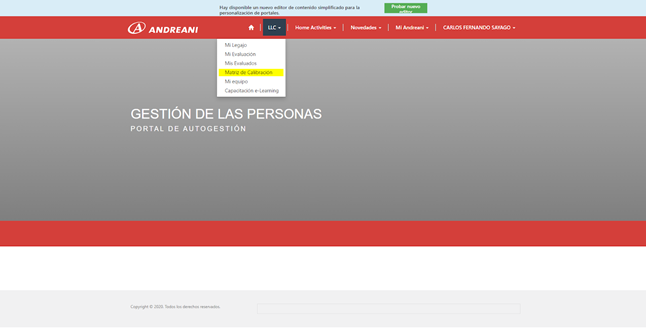 Hay disponible un nuevo editor de contenido simplificado para la
personalización de portales.
Probar nuevo
editor
ANDREANI
LLC
Home Activities
Novedades
Mi Andreani
CARLOS FERNANDO SAYAGO
Mi Legajo
Mi Evaluación
Mis Evaluados
Matriz de Calibración
Mi equipo
Capacitación e-Learning
GESTIÓN DE LAS PERSONAS
PORTAL DE AUTOGESTIÓN
Copyright © 2020. Todos los derechos reservados.